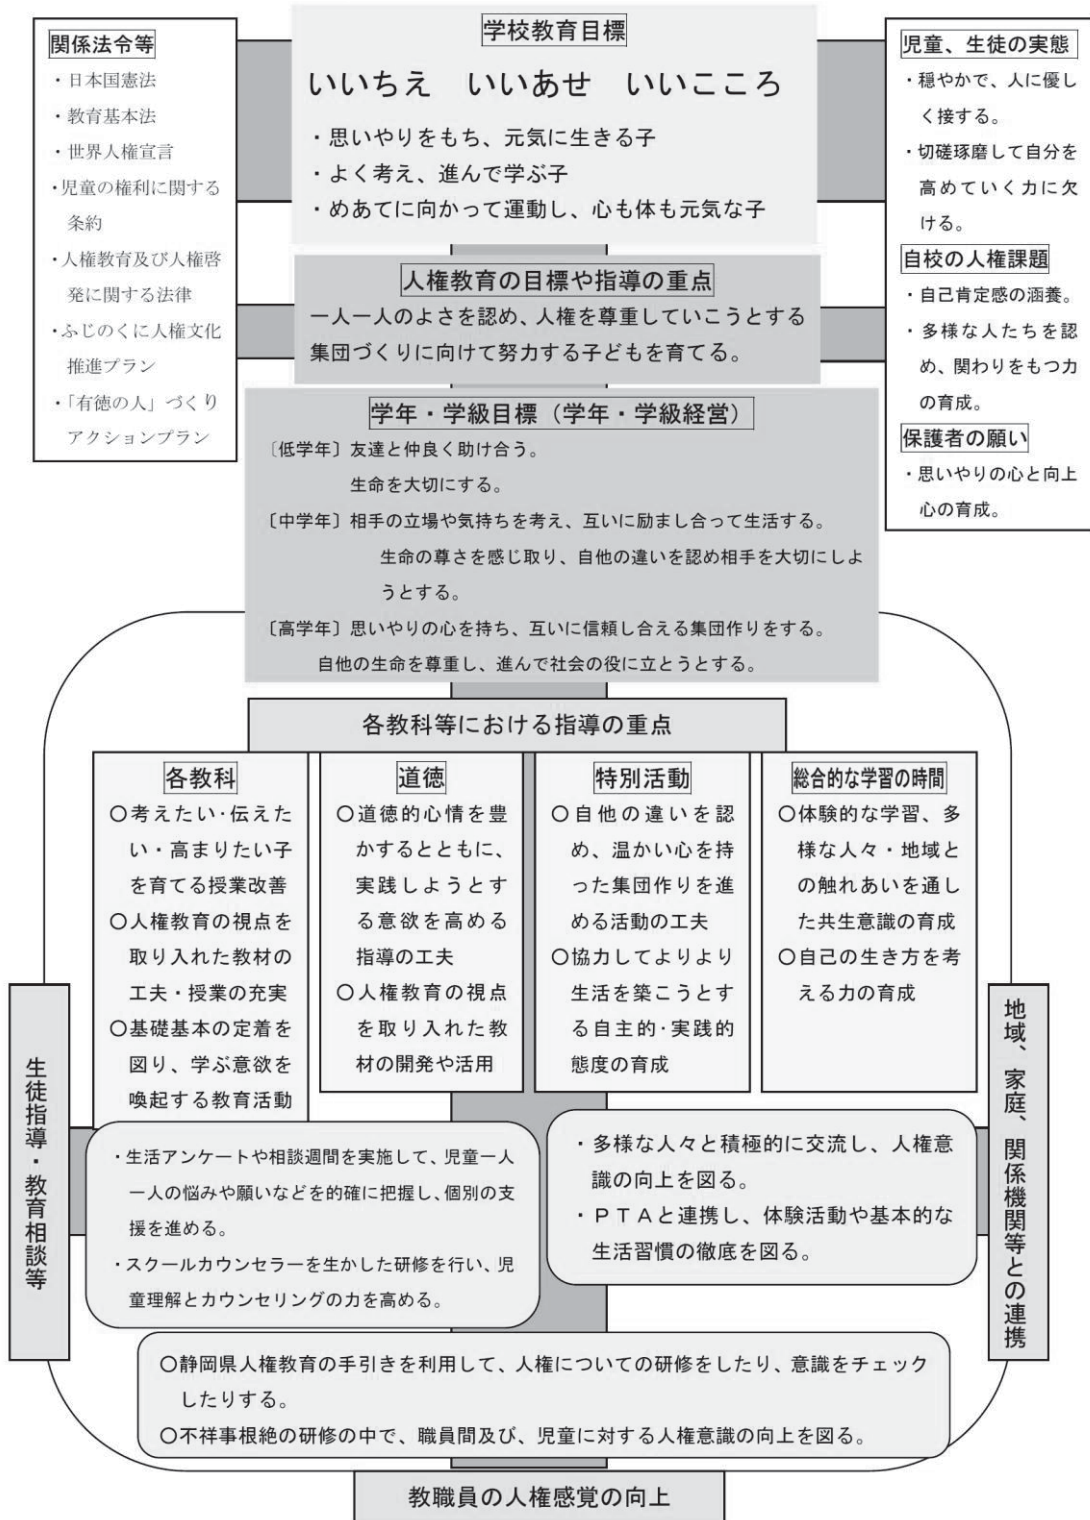 関係法令等
・日本国憲法
・教育基本法
・世界人権宣言
・児童の権利に関する
条約
・人権教育及び人権啓
発に関する法律
・ふじのくに人権文化
推進プラン
・「有徳の人」づくり
アクションプラン
学校教育目標
いいちえ　いいあせ　いいこころ
・思いやりをもち、元気に生きる子
・よく考え、進んで学ぶ子
・めあてに向かって運動し、心も体も元気な子
児童、生徒の実態
・穏やかで、人に優し
く接する。
・切磋琢磨して自分を
高めていく力に欠
ける。
自校の人権課題
・自己肯定感の涵養。
・多様な人たちを認
め、関わりをもつ力
の育成。
保護者の願い
・思いやりの心と向上
心の育成。
人権教育の目標や指導の重点
一人一人のよさを認め、人権を尊重していこうとする
集団づくりに向けて努力する子どもを育てる。
学年・学級目標（学年・学級経営）
〔低学年〕友達と仲良く助け合う。
生命を大切にする。
〔中学年〕相手の立場や気持ちを考え、互いに励まし合って生活する。
生命の尊さを感じ取り、自他の違いを認め相手を大切にしよ
うとする。
〔高学年〕思いやりの心を持ち、互いに信頼し合える集団作りをする。
自他の生命を尊重し、進んで社会の役に立とうとする。
各教科等における指導の重点
各教科
〇考えたい・伝えた
い・高まりたい子
を育てる授業改善
〇人権教育の視点を
取り入れた教材の
工夫・授業の充実
〇基礎基本の定着を
図り、学ぶ意欲を
喚起する教育活動
道徳
〇道徳的心情を豊
かするとともに、
実践しようとす
る意欲を高める
指導の工夫
〇人権教育の視点
を取り入れた教
材の開発や活用
特別活動
〇自他の違いを認
め、温かい心を持
った集団作りを進
める活動の工夫
〇協力してよりより
生活を築こうとす
る自主的・実践的
態度の育成
総合的な学習の時間
〇体験的な学習、多
様な人々・地域と
の触れあいを通し
た共生意識の育成
〇自己の生き方を考
える力の育成
生徒指導・教育相談等
・生活アンケートや相談週間を実施して、児童一人
一人の悩みや願いなどを的確に把握し、個別の支
援を進める。
・スクールカウンセラーを生かした研修を行い、児
童理解とカウンセリングの力を高める。
・多様な人々と積極的に交流し、人権意
識の向上を図る。
・ＰＴＡと連携し、体験活動や基本的な
生活習慣の徹底を図る。
地域、家庭、関係機関等との連携
〇静岡県人権教育の手引きを利用して、人権についての研修をしたり、意識をチェック
したりする。
〇不祥事根絶の研修の中で、職員間及び、児童に対する人権意識の向上を図る。
教職員の人権感覚の向上